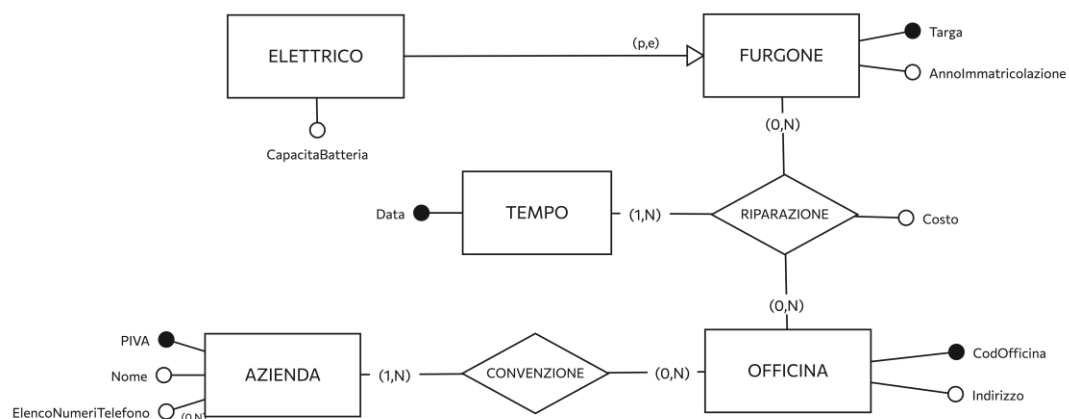 ELETTRICO
(p,e)
FURGONE
Targa
AnnoImmatricolazione
CapacitaBatteria
(0,N)
Data
TEMPO
(1,N)
RIPARAZIONE
Costo
(0,N)
PIVA
Nome
ElencoNumeriTelefono
(0,N)
AZIENDA
(1,N)
CONVENZIONE
(0,N)
OFFICINA
CodOfficina
Indirizzo